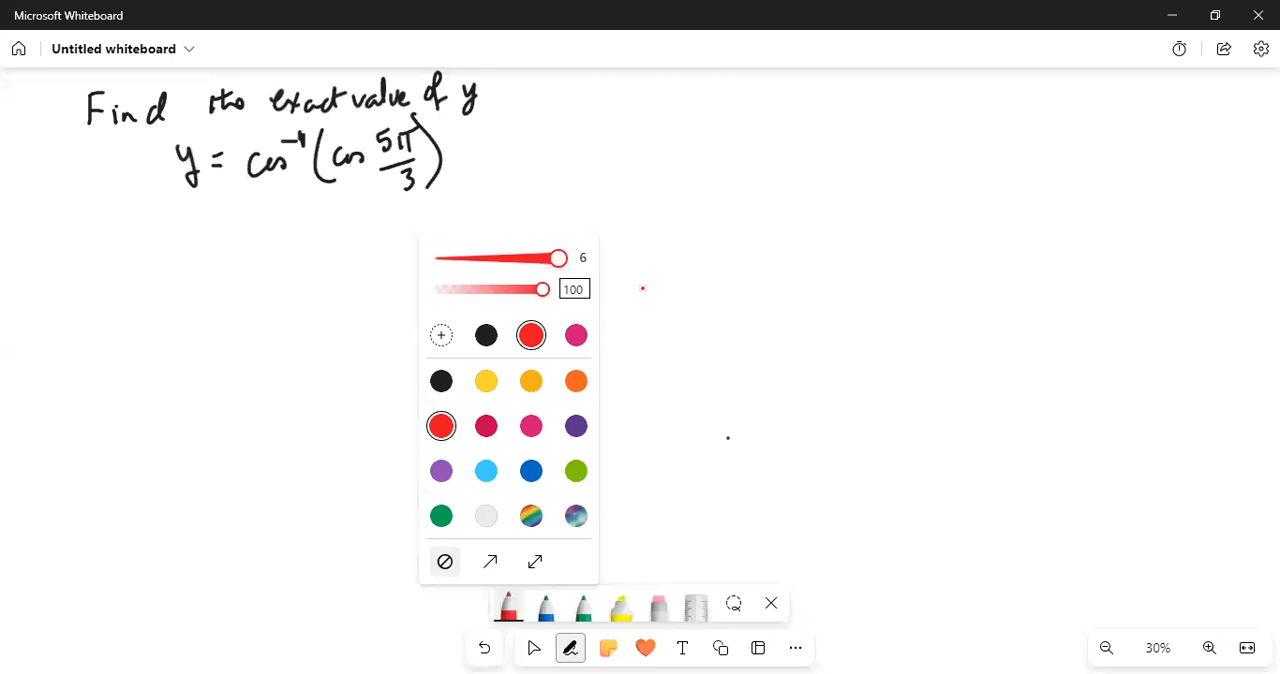 Microsoft Whiteboard
Untitled whiteboard
Find the exact value of y
y = cos⁻¹(cos 5π/3)
6
100
30%